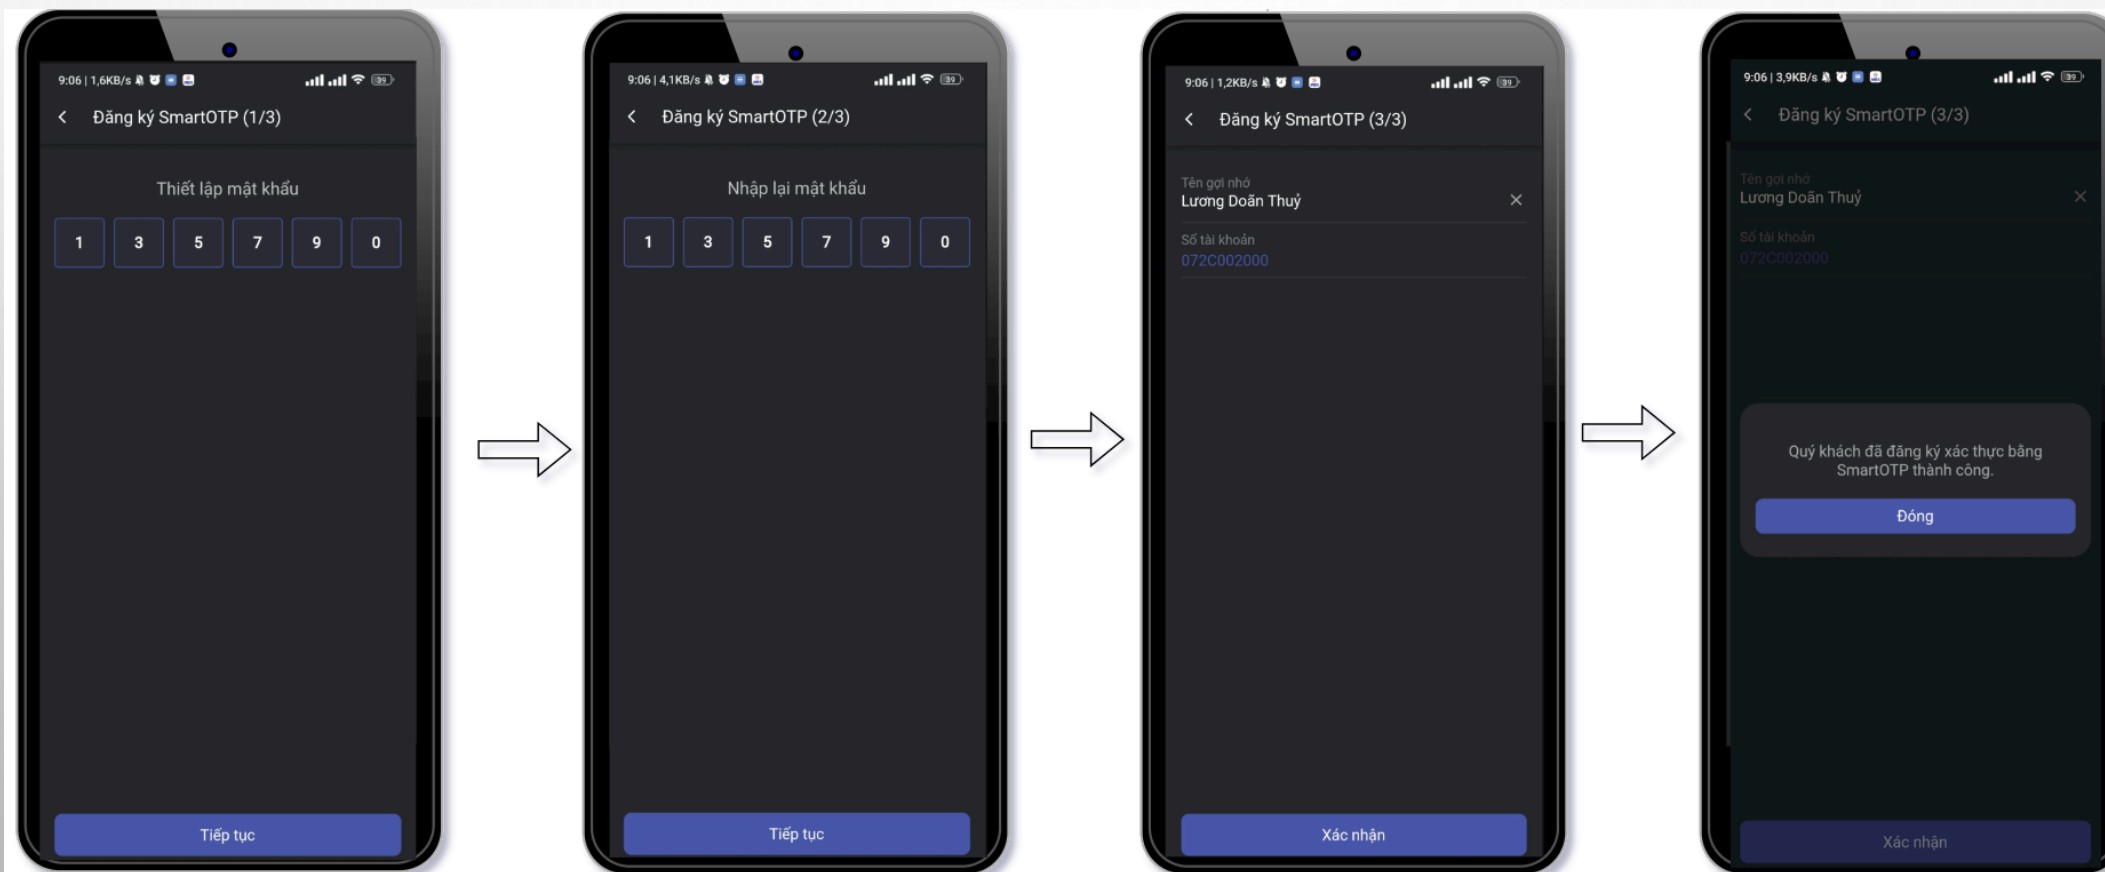 9:06 | 1,6KB/s
39
Đăng ký SmartOTP (1/3)
Thiết lập mật khẩu
1 3 5 7 9 0
Tiếp tục
9:06 | 4,1KB/s
39
Đăng ký SmartOTP (2/3)
Nhập lại mật khẩu
1 3 5 7 9 0
Tiếp tục
9:06 | 1,2KB/s
39
Đăng ký SmartOTP (3/3)
Tên gợi nhớ
Lương Doãn Thuỷ
Số tài khoản
072C002000
Xác nhận
9:06 | 3,9KB/s
39
Đăng ký SmartOTP (3/3)
Tên gợi nhớ
Lương Doãn Thuỷ
Số tài khoản
072C002000
Quý khách đã đăng ký xác thực bằng
SmartOTP thành công.
Đóng
Xác nhận